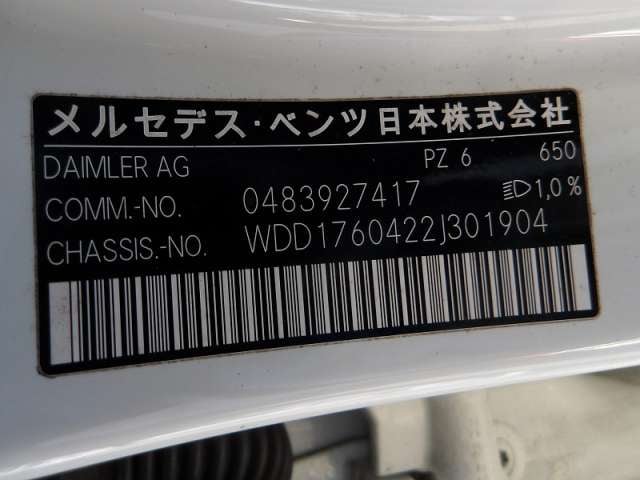 メルセデス・ベンツ日本株式会社
DAIMLER AG PZ 6 650
COMM.-NO. 0483927417 1,0%
CHASSIS.-NO. WDD1760422J301904